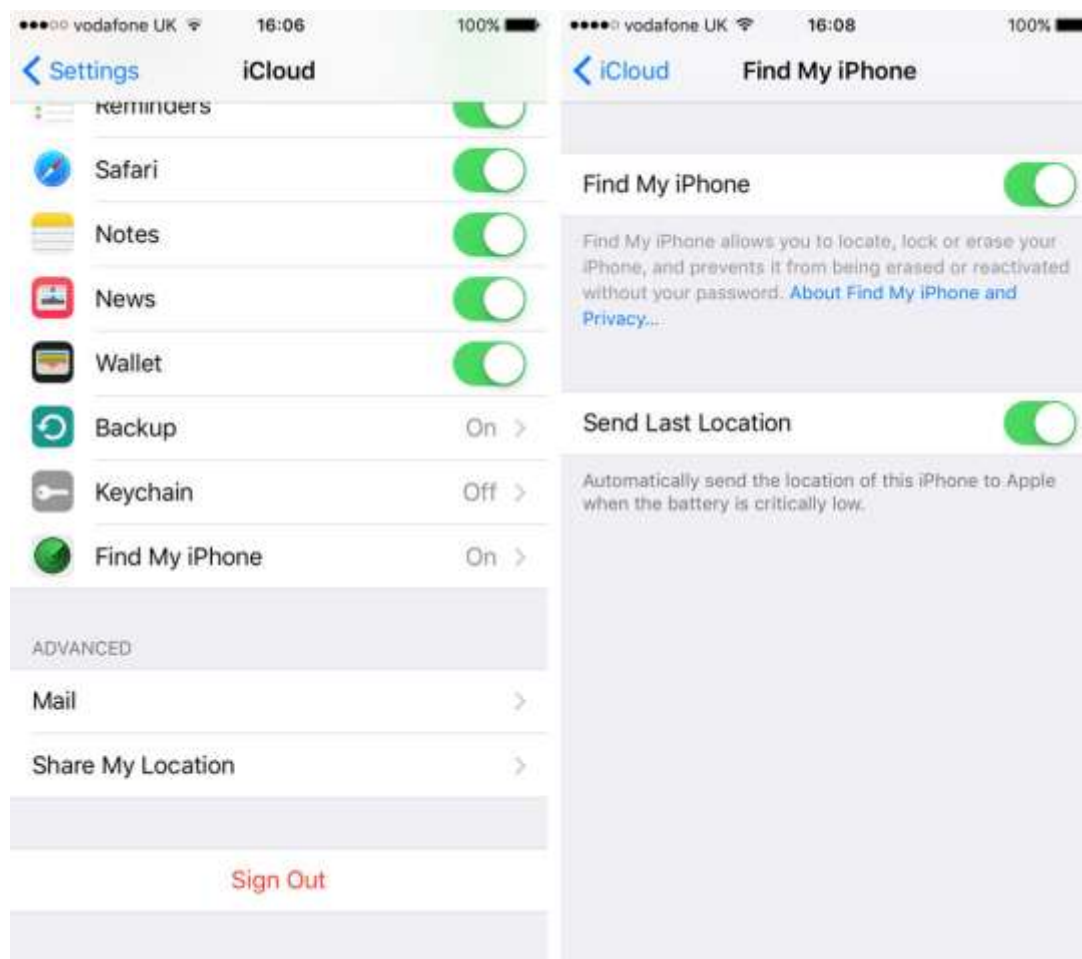 vodafone UK 16:06 100%
Settings iCloud
Reminders
Safari
Notes
News
Wallet
Backup On
Keychain Off
Find My iPhone On
ADVANCED
Mail
Share My Location
Sign Out
vodafone UK 16:08 100%
iCloud Find My iPhone
Find My iPhone
Find My iPhone allows you to locate, lock or erase your
iPhone, and prevents it from being erased or reactivated
without your password. About Find My iPhone and
Privacy...
Send Last Location
Automatically send the location of this iPhone to Apple
when the battery is critically low.